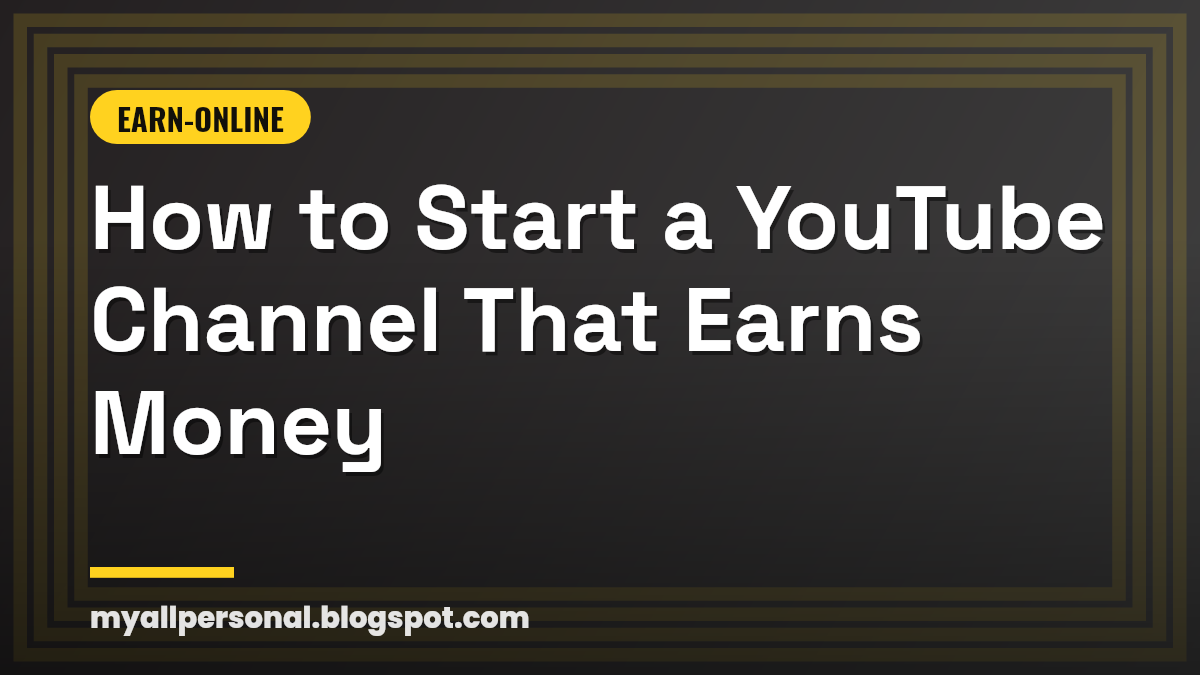 EARN-ONLINE
How to Start a YouTube
Channel That Earns
Money
myallpersonal.blogspot.com